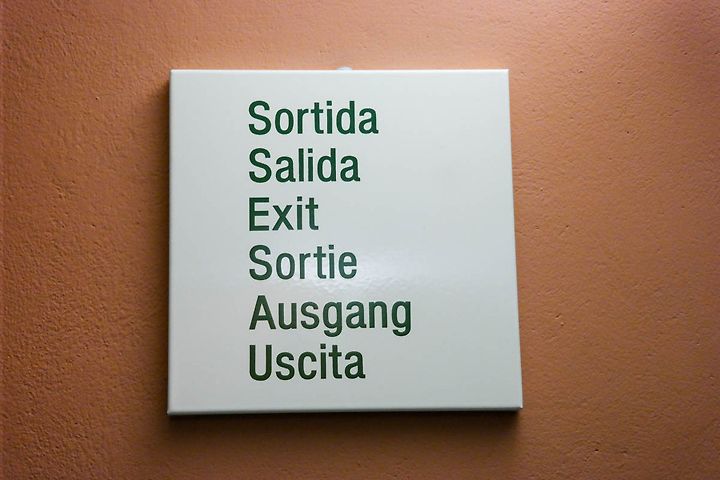 Sortida
Salida
Exit
Sortie
Ausgang
Uscita